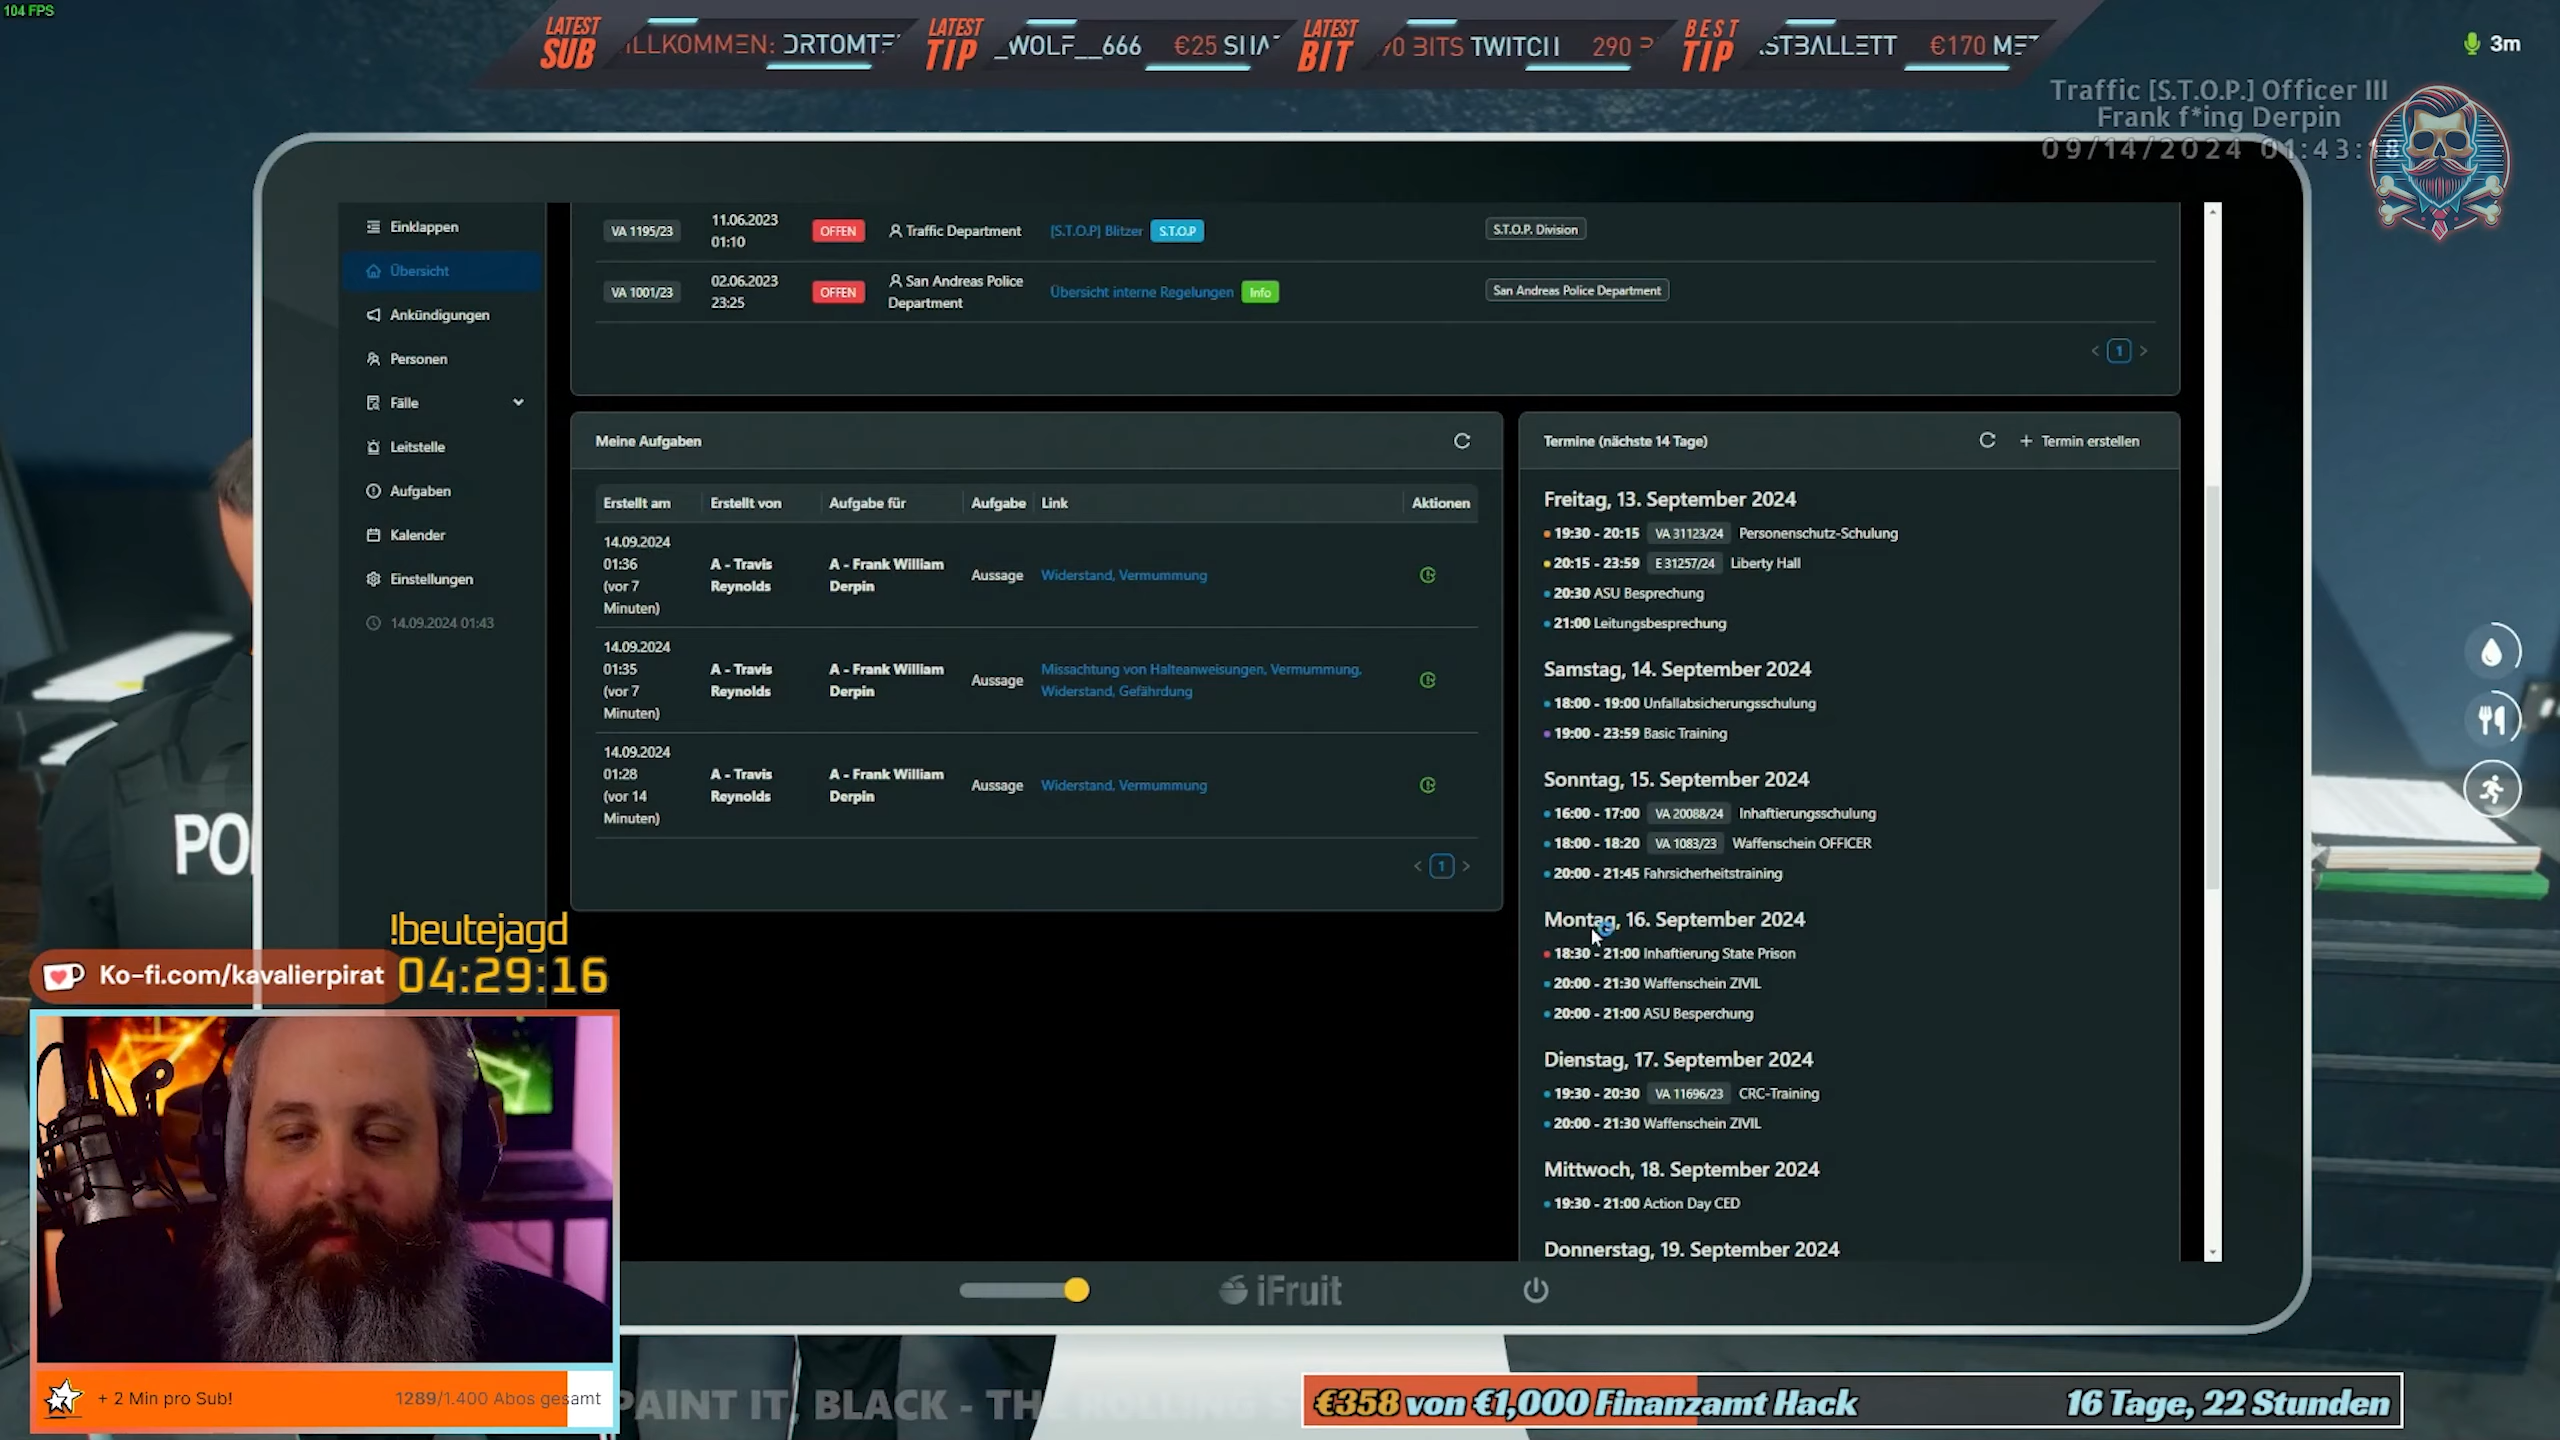 104 FPS
LATEST SUB
ILLKOMMEN: DRTOMTE
LATEST TIP
_WOLF__666 €25
LATEST BIT
BITS TWITCH 290
BEST TIP
STBALLETT €170
3m
Traffic [S.T.O.P.] Officer III
Frank f*ing Derpin
09/14/2024 01:43:18
Einklappen
Übersicht
Ankündigungen
Personen
Fälle
Leitstelle
Aufgaben
Kalender
Einstellungen
14.09.2024 01:43
VA 1195/23 11.06.2023 01:10 OFFEN Traffic Department [S.T.O.P] Blitzer S.T.O.P S.T.O.P. Division
VA 1001/23 02.06.2023 23:25 OFFEN San Andreas Police Department Übersicht interne Regelungen Info San Andreas Police Department
< 1 >
Meine Aufgaben
Erstellt am Erstellt von Aufgabe für Aufgabe Link Aktionen
14.09.2024 01:36 (vor 7 Minuten) A - Travis Reynolds A - Frank William Derpin Aussage Widerstand, Vermummung
14.09.2024 01:35 (vor 7 Minuten) A - Travis Reynolds A - Frank William Derpin Aussage Missachtung von Halteanweisungen, Vermummung, Widerstand, Gefährdung
14.09.2024 01:28 (vor 14 Minuten) A - Travis Reynolds A - Frank William Derpin Aussage Widerstand, Vermummung
< 1 >
Termine (nächste 14 Tage) + Termin erstellen
Freitag, 13. September 2024
19:30 - 20:15 VA 31123/24 Personenschutz-Schulung
20:15 - 23:59 E 31257/24 Liberty Hall
20:30 ASU Besprechung
21:00 Leitungsbesprechung
Samstag, 14. September 2024
18:00 - 19:00 Unfallabsicherungsschulung
19:00 - 23:59 Basic Training
Sonntag, 15. September 2024
16:00 - 17:00 VA 20088/24 Inhaftierungsschulung
18:00 - 18:20 VA 1083/23 Waffenschein OFFICER
20:00 - 21:45 Fahrsicherheitstraining
Montag, 16. September 2024
18:30 - 21:00 Inhaftierung State Prison
20:00 - 21:30 Waffenschein ZIVIL
20:00 - 21:00 ASU Besperchung
Dienstag, 17. September 2024
19:30 - 20:30 VA 11696/23 CRC-Training
20:00 - 21:30 Waffenschein ZIVIL
Mittwoch, 18. September 2024
19:30 - 21:00 Action Day CED
Donnerstag, 19. September 2024
iFruit
PO
!beutejagd
04:29:16
Ko-fi.com/kavalierpirat
+ 2 Min pro Sub! 1289/1.400 Abos gesamt
PAINT IT, BLACK - THE ROLLING S
€358 von €1,000 Finanzamt Hack 16 Tage, 22 Stunden